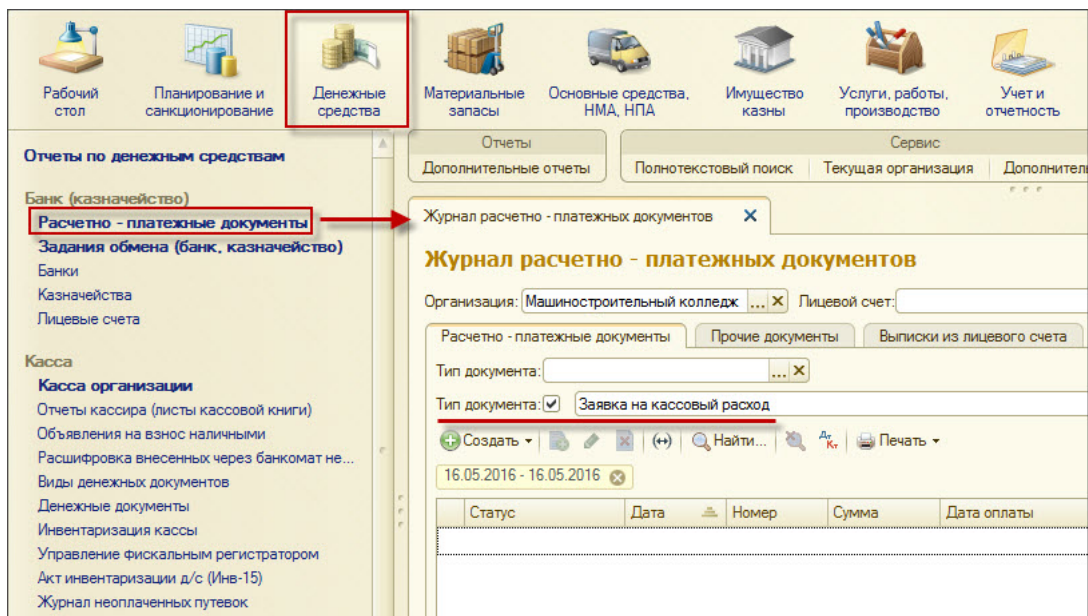 Рабочий стол
Планирование и санкционирование
Денежные средства
Материальные запасы
Основные средства, НМА, НПА
Имущество казны
Услуги, работы, производство
Учет и отчетность
Отчеты по денежным средствам
Банк (казначейство)
Расчетно - платежные документы
Задания обмена (банк, казначейство)
Банки
Казначейства
Лицевые счета
Касса
Касса организации
Отчеты кассира (листы кассовой книги)
Объявления на взнос наличными
Расшифровка внесенных через банкомат не...
Виды денежных документов
Денежные документы
Инвентаризация кассы
Управление фискальным регистратором
Акт инвентаризации д/с (Инв-15)
Журнал неоплаченных путевок
Отчеты
Дополнительные отчеты
Сервис
Полнотекстовый поиск Текущая организация Дополнител
Журнал расчетно - платежных документов
Журнал расчетно - платежных документов
Организация: Машиностроительный колледж ... Лицевой счет:
Расчетно - платежные документы Прочие документы Выписки из лицевого счета
Тип документа: ...
Тип документа: Заявка на кассовый расход
Создать Найти... Дт Кт Печать
16.05.2016 - 16.05.2016
Статус Дата Номер Сумма Дата оплаты